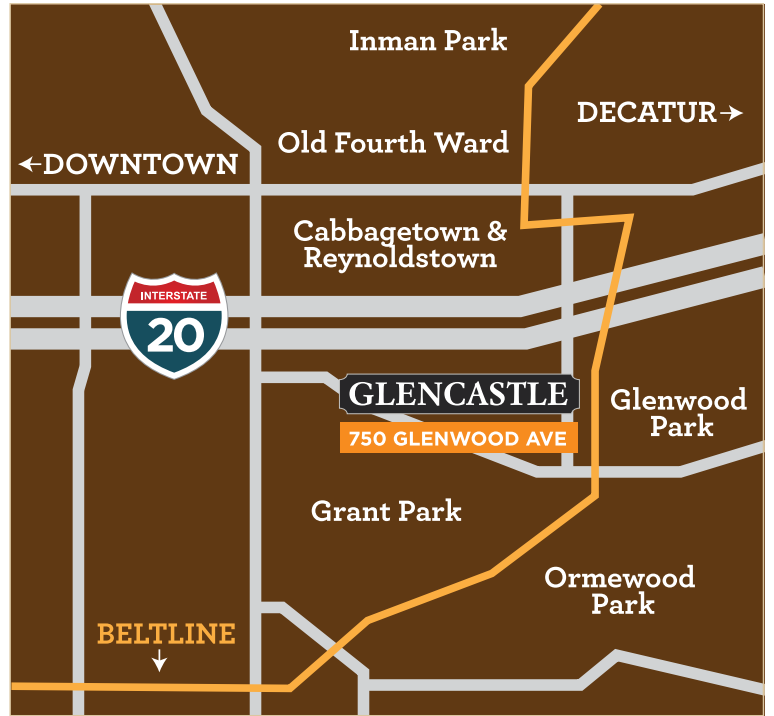 Inman Park
DECATUR→
Old Fourth Ward
←DOWNTOWN
Cabbagetown &
Reynoldstown
INTERSTATE
20
GLENCASTLE
750 GLENWOOD AVE
Glenwood
Park
Grant Park
Ormewood
Park
BELTLINE
↓